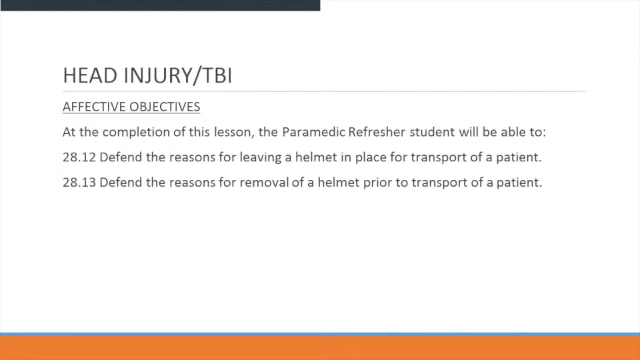 HEAD INJURY/TBI
AFFECTIVE OBJECTIVES
At the completion of this lesson, the Paramedic Refresher student will be able to:
28.12 Defend the reasons for leaving a helmet in place for transport of a patient.
28.13 Defend the reasons for removal of a helmet prior to transport of a patient.